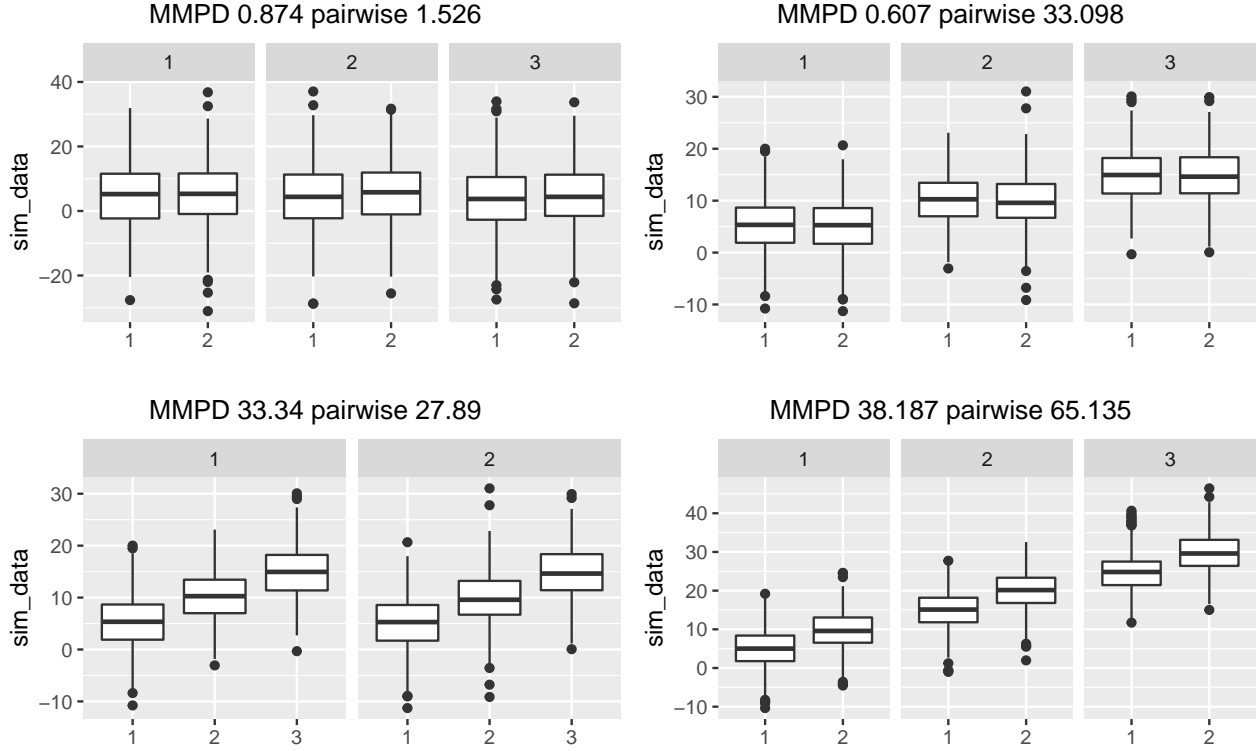 MMPD 0.874 pairwise 1.526
1 2 3
40
20
0
−20
sim_data
1 2 1 2 1 2
MMPD 0.607 pairwise 33.098
1 2 3
30
20
10
0
−10
sim_data
1 2 1 2 1 2
MMPD 33.34 pairwise 27.89
1 2
30
20
10
0
−10
sim_data
1 2 3 1 2 3
MMPD 38.187 pairwise 65.135
1 2 3
40
30
20
10
0
−10
sim_data
1 2 1 2 1 2